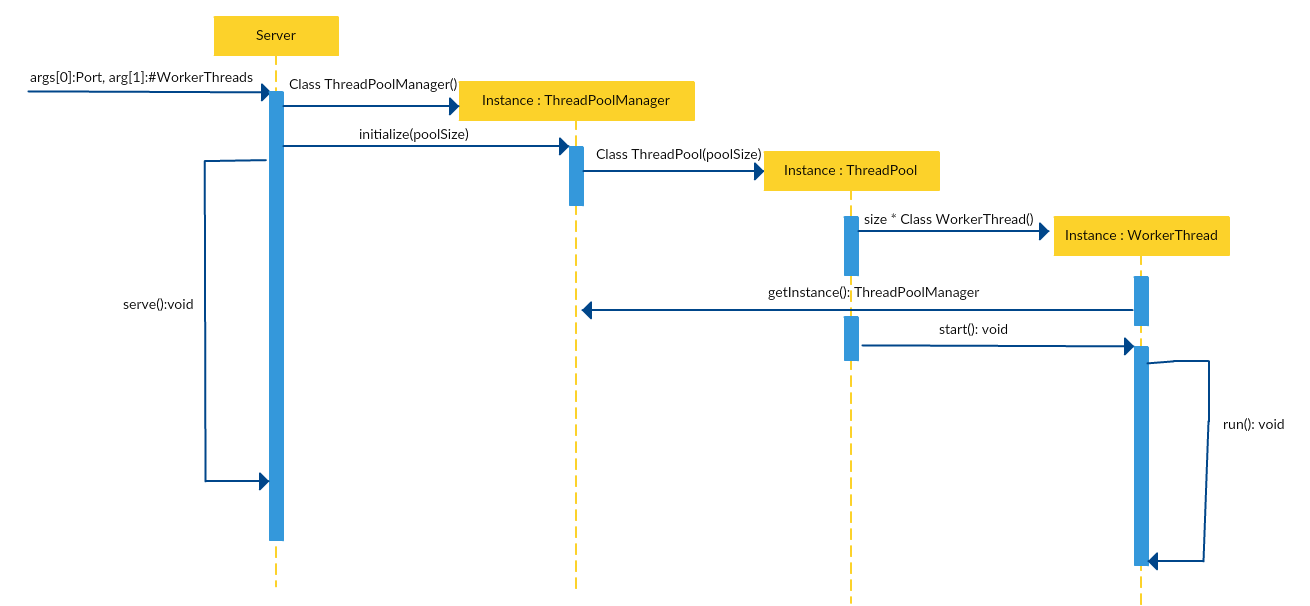 Server
args[0]:Port, arg[1]:#WorkerThreads
Class ThreadPoolManager()
Instance : ThreadPoolManager
initialize(poolSize)
Class ThreadPool(poolSize)
Instance : ThreadPool
size * Class WorkerThread()
Instance : WorkerThread
getInstance(): ThreadPoolManager
serve():void
start(): void
run(): void